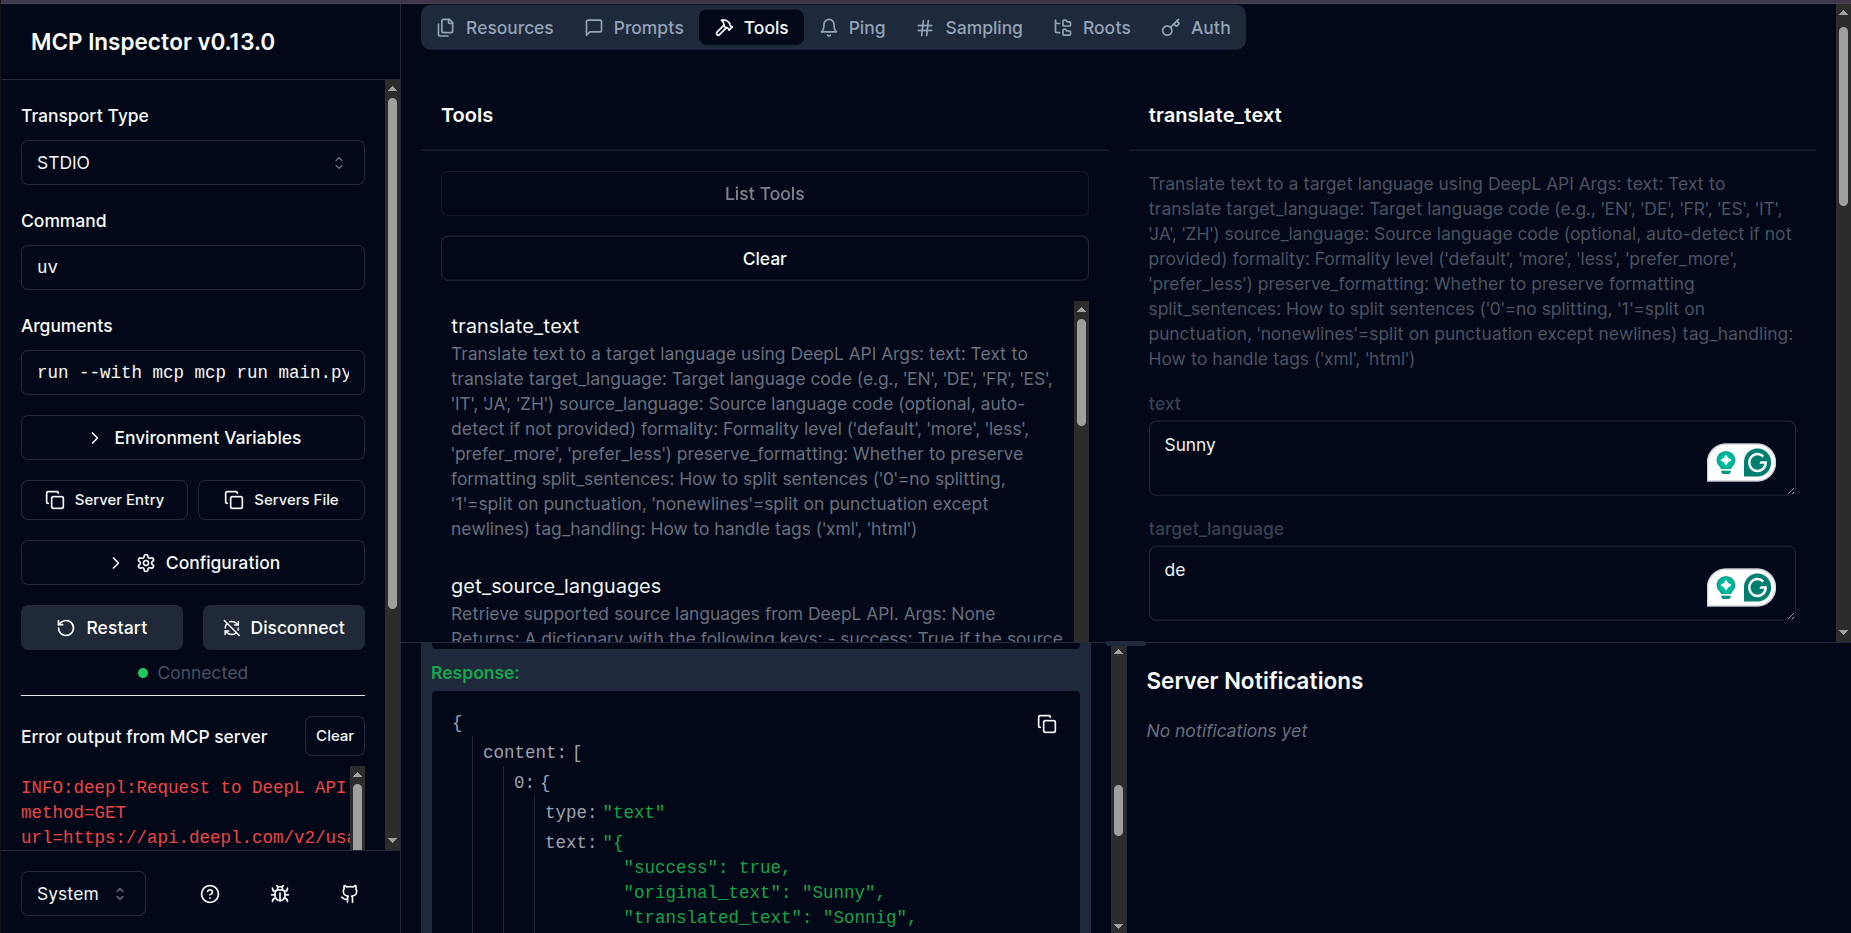 MCP Inspector v0.13.0
Transport Type
STDIO
Command
uv
Arguments
run --with mcp mcp run main.py
Environment Variables
Server Entry
Servers File
Configuration
Restart
Disconnect
Connected
Error output from MCP server
Clear
INFO:deepl:Request to DeepL API
method=GET
url=https://api.deepl.com/v2/usa
System
Resources
Prompts
Tools
Ping
Sampling
Roots
Auth
Tools
List Tools
Clear
translate_text
Translate text to a target language using DeepL API Args: text: Text to
translate target_language: Target language code (e.g., 'EN', 'DE', 'FR', 'ES',
'IT', 'JA', 'ZH') source_language: Source language code (optional, auto-
detect if not provided) formality: Formality level ('default', 'more', 'less',
'prefer_more', 'prefer_less') preserve_formatting: Whether to preserve
formatting split_sentences: How to split sentences ('0'=no splitting,
'1'=split on punctuation, 'nonewlines'=split on punctuation except
newlines) tag_handling: How to handle tags ('xml', 'html')
get_source_languages
Retrieve supported source languages from DeepL API. Args: None
Returns: A dictionary with the following keys: - success: True if the source
translate_text
Translate text to a target language using DeepL API Args: text: Text to
translate target_language: Target language code (e.g., 'EN', 'DE', 'FR', 'ES', 'IT',
'JA', 'ZH') source_language: Source language code (optional, auto-detect if not
provided) formality: Formality level ('default', 'more', 'less', 'prefer_more',
'prefer_less') preserve_formatting: Whether to preserve formatting
split_sentences: How to split sentences ('0'=no splitting, '1'=split on
punctuation, 'nonewlines'=split on punctuation except newlines) tag_handling:
How to handle tags ('xml', 'html')
text
Sunny
target_language
de
Response:
{
content: [
0: {
type: "text"
text: "{
"success": true,
"original_text": "Sunny",
"translated_text": "Sonnig",
Server Notifications
No notifications yet